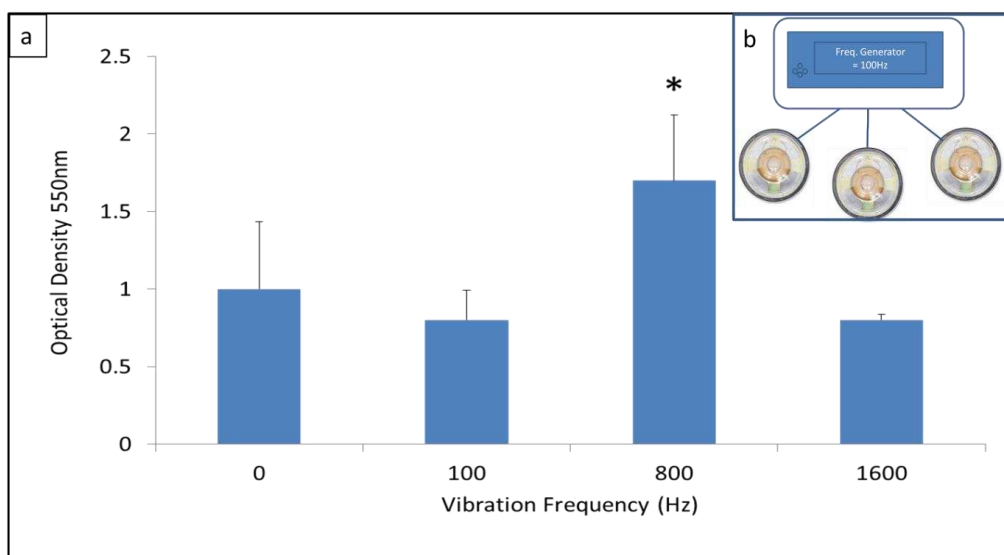 a
b
Freq. Generator
= 100Hz
2.5
2
1.5
1
0.5
0
*
Optical Density 550nm
0
100
800
1600
Vibration Frequency (Hz)